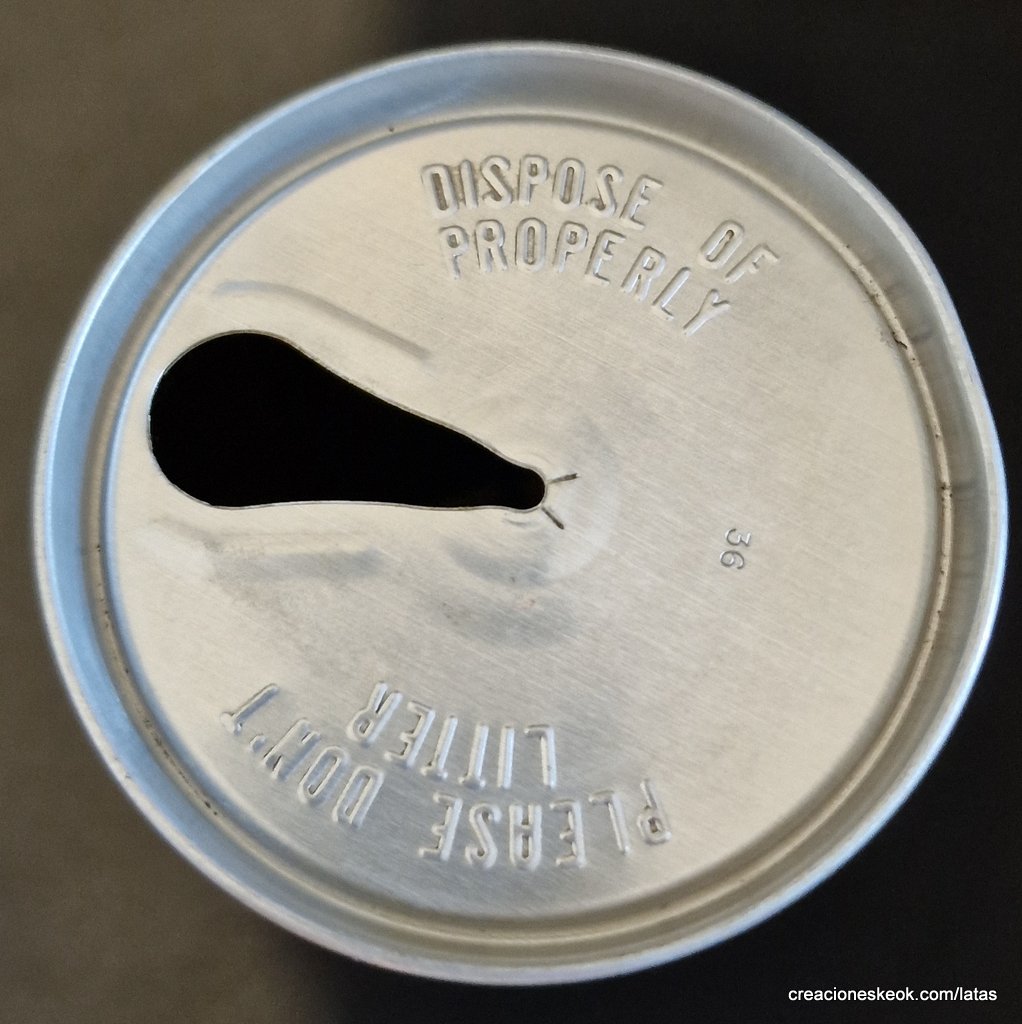 DISPOSE OF
PROPERLY
36
PLEASE DON'T
LITTER
creacioneskeok.com/latas